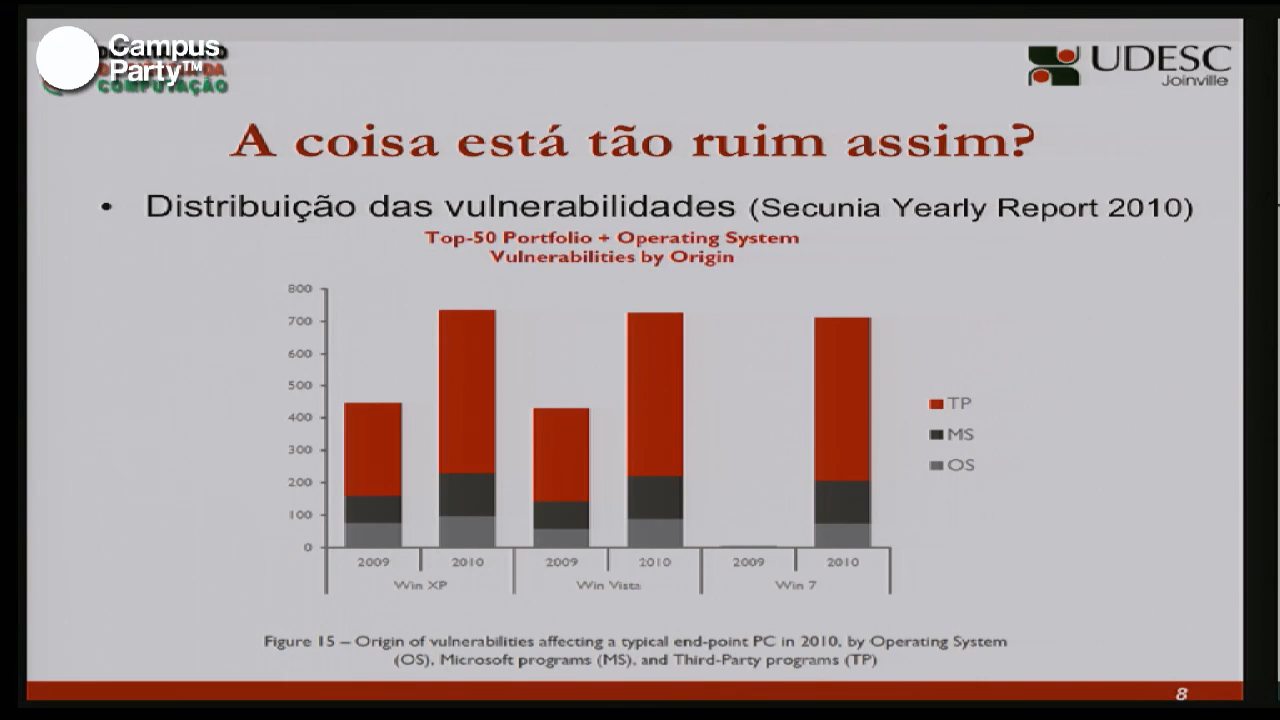 Campus
Party™
COMPUTAÇÃO
UDESC
Joinville
A coisa está tão ruim assim?
• Distribuição das vulnerabilidades (Secunia Yearly Report 2010)
Top-50 Portfolio + Operating System
Vulnerabilities by Origin
800
700
600
500
400
300
200
100
0
TP
MS
OS
2009 2010 2009 2010 2009 2010
Win XP Win Vista Win 7
Figure 15 – Origin of vulnerabilities affecting a typical end-point PC in 2010, by Operating System
(OS), Microsoft programs (MS), and Third-Party programs (TP)
8